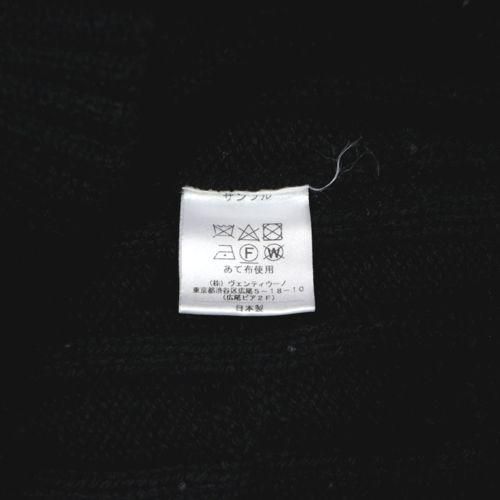 サンプル
F W
あて布使用
(株) ヴェンティウーノ
東京都渋谷区広尾5-18-10
(広尾ピア2F)
日本製